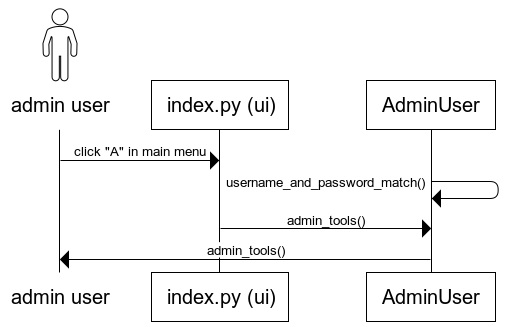 admin user
index.py (ui)
AdminUser
click "A" in main menu
username_and_password_match()
admin_tools()
admin_tools()
admin user
index.py (ui)
AdminUser